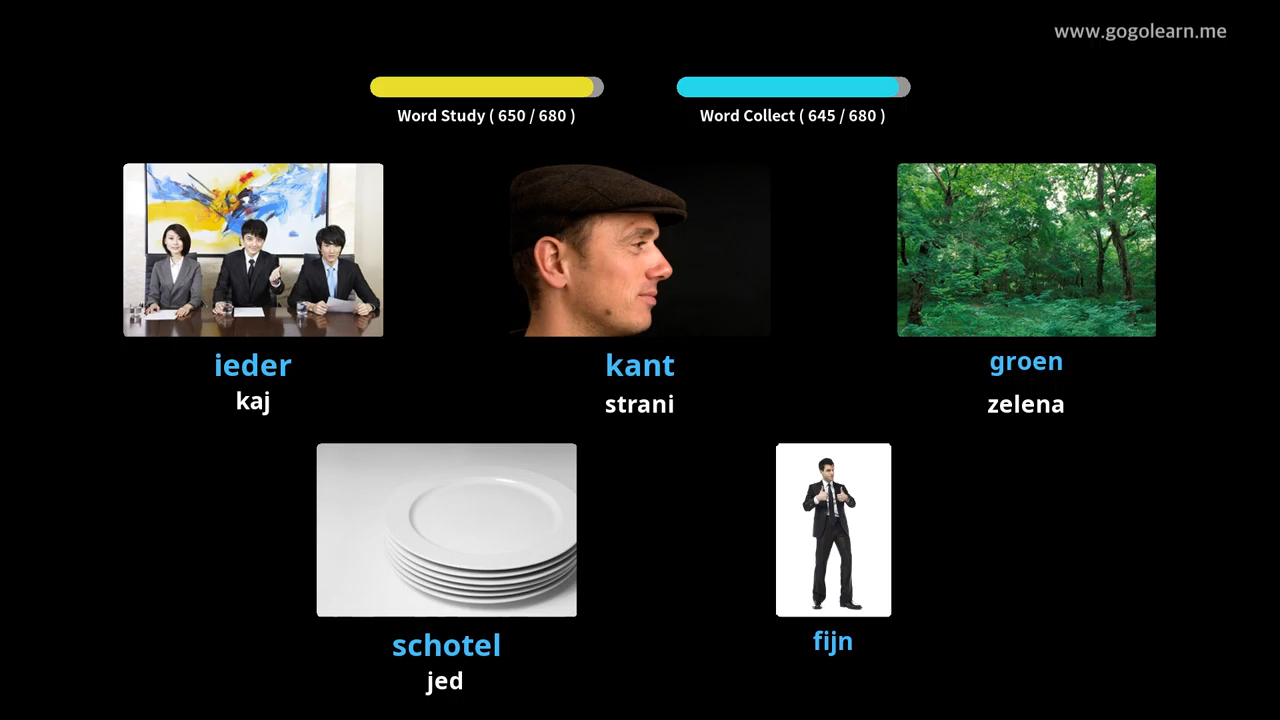 www.gogolearn.me
Word Study ( 650 / 680 )
Word Collect ( 645 / 680 )
ieder
kaj
kant
strani
groen
zelena
schotel
jed
fijn